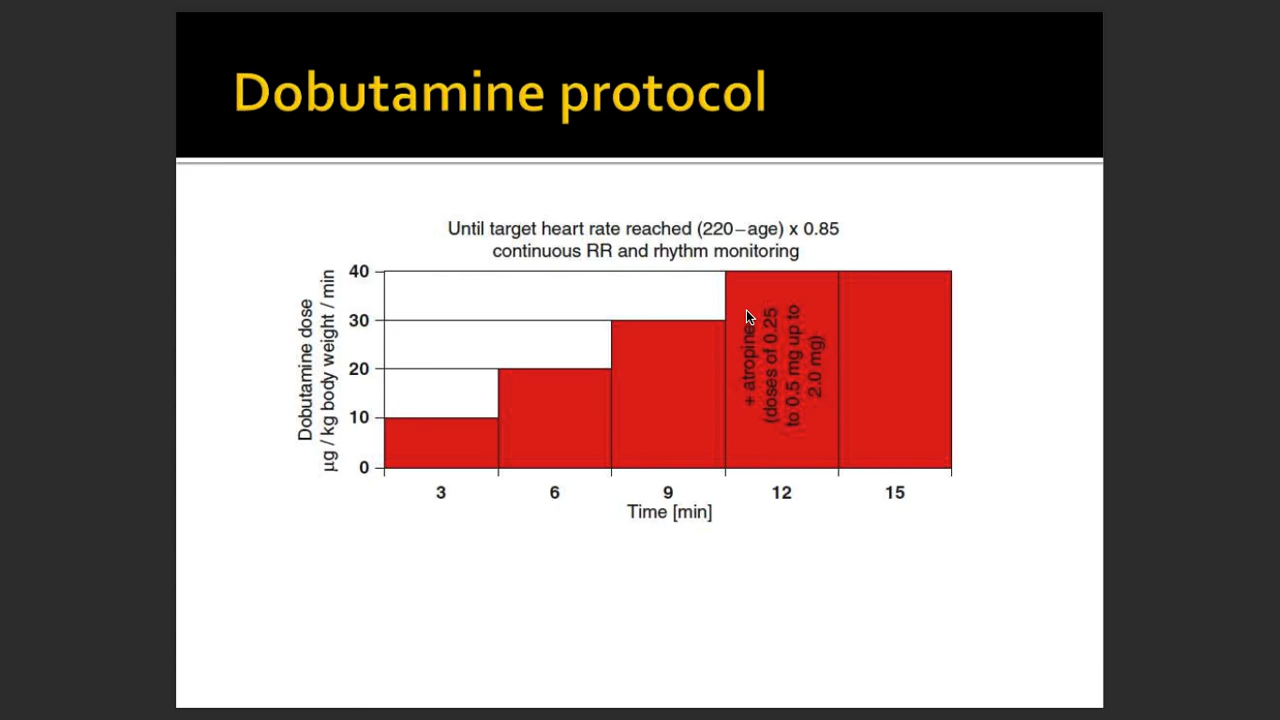 Dobutamine protocol
Until target heart rate reached (220–age) x 0.85
continuous RR and rhythm monitoring
Dobutamine dose
µg / kg body weight / min
40
30
20
10
0
+ atropine
(doses of 0.25
to 0.5 mg up to
2.0 mg)
3 6 9 12 15
Time [min]